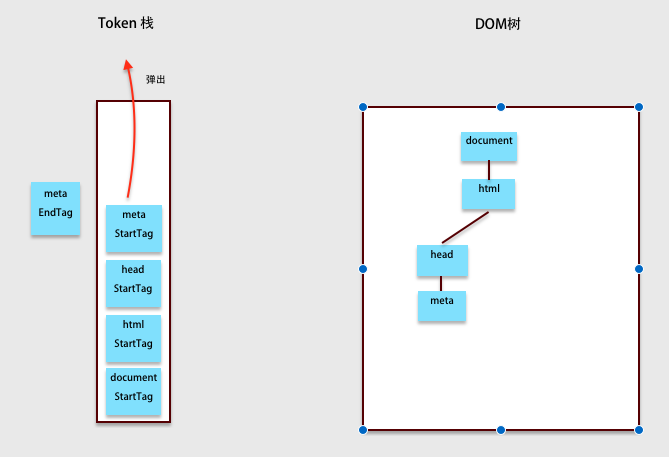 Token 栈
弹出
meta
EndTag
meta
StartTag
head
StartTag
html
StartTag
document
StartTag
DOM树
document
html
head
meta